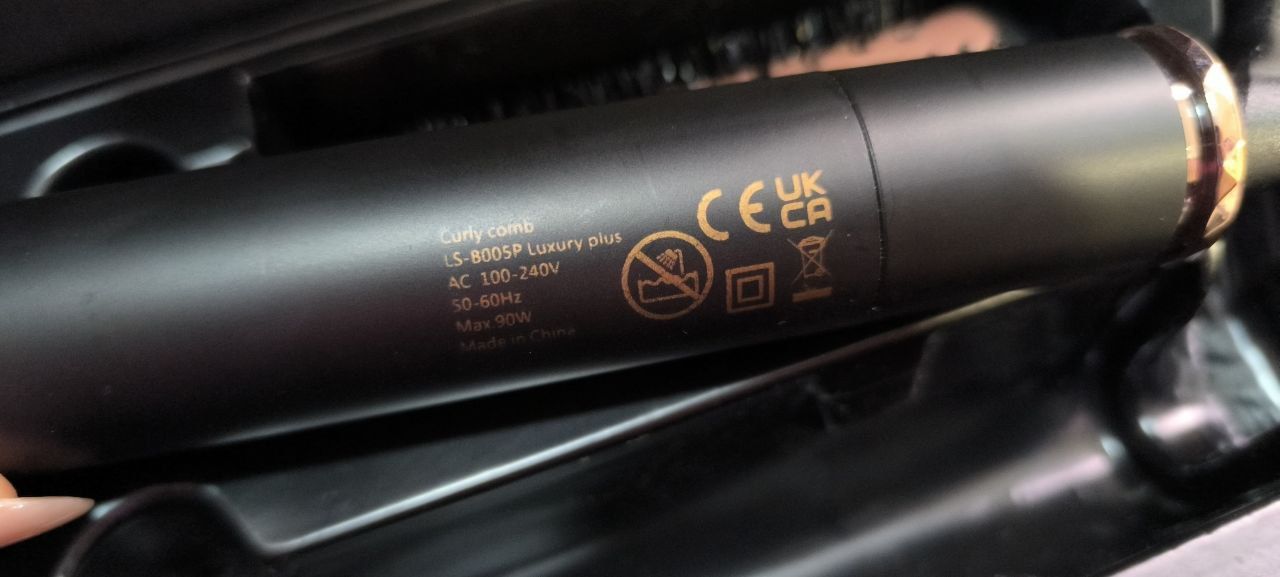 Curly comb
LS-B005P Luxury plus
AC 100-240V
50-60Hz
Max.90W
Made in China
CE
UK
CA